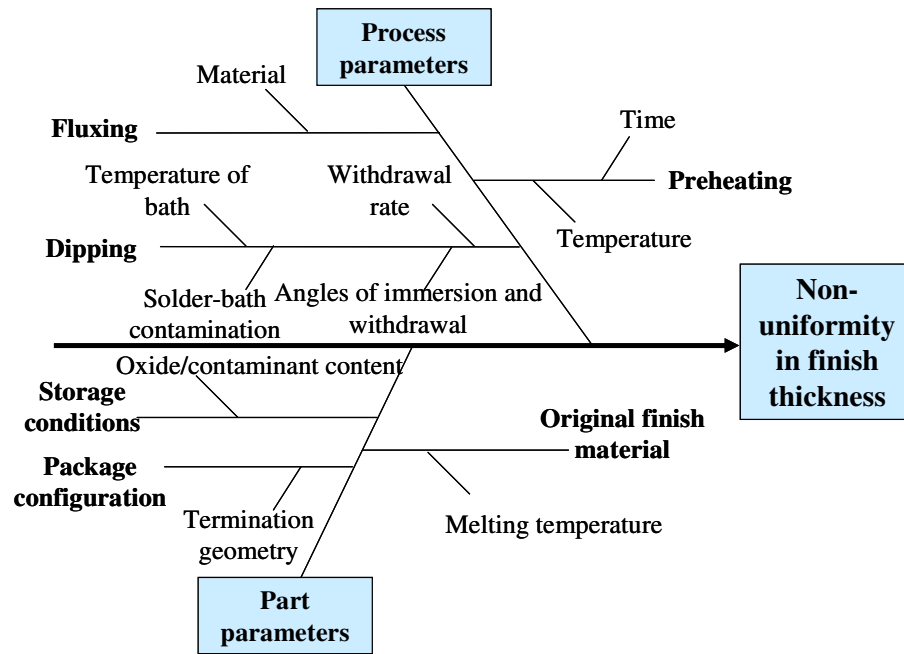 Process
parameters
Material
Fluxing
Time
Preheating
Temperature
Temperature of
bath
Withdrawal
rate
Dipping
Solder-bath
contamination
Angles of immersion and
withdrawal
Non-
uniformity
in finish
thickness
Oxide/contaminant content
Storage
conditions
Original finish
material
Package
configuration
Termination
geometry
Melting temperature
Part
parameters